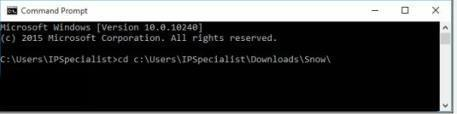 Command Prompt
Microsoft Windows [Version 10.0.10240]
(c) 2015 Microsoft Corporation. All rights reserved.
C:\Users\IPSpecialist>cd c:\Users\IPSpecialist\Downloads\Snow\